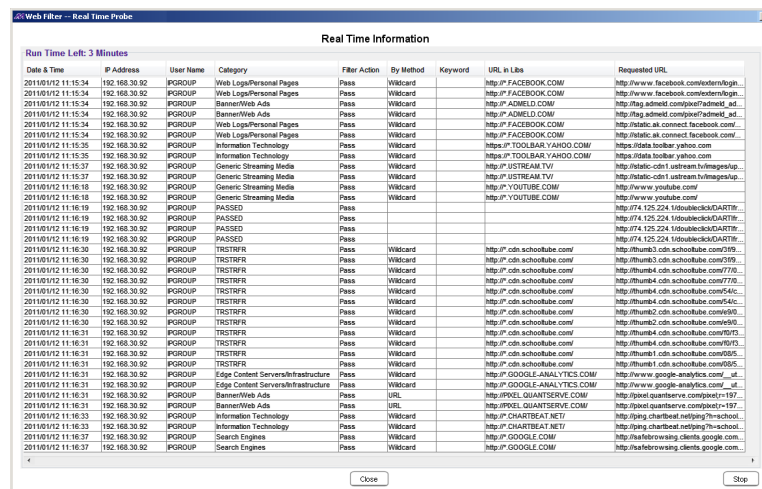 Web Filter -- Real Time Probe
Real Time Information
Run Time Left: 3 Minutes
Date & Time IP Address User Name Category Filter Action By Method Keyword URL in Libs Requested URL
2011/01/12 11:15:34 192.168.30.92 IPGROUP Web Logs/Personal Pages Pass Wildcard http://*.FACEBOOK.COM/ http://www.facebook.com/extern/login...
2011/01/12 11:15:34 192.168.30.92 IPGROUP Web Logs/Personal Pages Pass Wildcard http://*.FACEBOOK.COM/ http://www.facebook.com/extern/login...
2011/01/12 11:15:34 192.168.30.92 IPGROUP Banner/Web Ads Pass Wildcard http://*.ADMELD.COM/ http://tag.admeld.com/pixel?admeld_ad...
2011/01/12 11:15:34 192.168.30.92 IPGROUP Banner/Web Ads Pass Wildcard http://*.ADMELD.COM/ http://tag.admeld.com/pixel?admeld_ad...
2011/01/12 11:15:34 192.168.30.92 IPGROUP Web Logs/Personal Pages Pass Wildcard http://*.FACEBOOK.COM/ http://static.ak.connect.facebook.com/...
2011/01/12 11:15:34 192.168.30.92 IPGROUP Web Logs/Personal Pages Pass Wildcard http://*.FACEBOOK.COM/ http://static.ak.connect.facebook.com/...
2011/01/12 11:15:35 192.168.30.92 IPGROUP Information Technology Pass Wildcard https://*.TOOLBAR.YAHOO.COM/ https://data.toolbar.yahoo.com
2011/01/12 11:15:35 192.168.30.92 IPGROUP Information Technology Pass Wildcard https://*.TOOLBAR.YAHOO.COM/ https://data.toolbar.yahoo.com
2011/01/12 11:15:37 192.168.30.92 IPGROUP Generic Streaming Media Pass Wildcard http://*.USTREAM.TV/ http://static-cdn1.ustream.tv/images/up...
2011/01/12 11:15:37 192.168.30.92 IPGROUP Generic Streaming Media Pass Wildcard http://*.USTREAM.TV/ http://static-cdn1.ustream.tv/images/up...
2011/01/12 11:16:18 192.168.30.92 IPGROUP Generic Streaming Media Pass Wildcard http://*.YOUTUBE.COM/ http://www.youtube.com/
2011/01/12 11:16:18 192.168.30.92 IPGROUP Generic Streaming Media Pass Wildcard http://*.YOUTUBE.COM/ http://www.youtube.com/
2011/01/12 11:16:19 192.168.30.92 IPGROUP PASSED Pass http://74.125.224.1/doubleclick/DARTIfr...
2011/01/12 11:16:19 192.168.30.92 IPGROUP PASSED Pass http://74.125.224.1/doubleclick/DARTIfr...
2011/01/12 11:16:19 192.168.30.92 IPGROUP PASSED Pass http://74.125.224.1/doubleclick/DARTIfr...
2011/01/12 11:16:19 192.168.30.92 IPGROUP PASSED Pass http://74.125.224.1/doubleclick/DARTIfr...
2011/01/12 11:16:30 192.168.30.92 IPGROUP TRSTRFR Pass Wildcard http://*.cdn.schooltube.com/ http://thumb3.cdn.schooltube.com/3f/9...
2011/01/12 11:16:30 192.168.30.92 IPGROUP TRSTRFR Pass Wildcard http://*.cdn.schooltube.com/ http://thumb3.cdn.schooltube.com/3f/9...
2011/01/12 11:16:30 192.168.30.92 IPGROUP TRSTRFR Pass Wildcard http://*.cdn.schooltube.com/ http://thumb4.cdn.schooltube.com/77/0...
2011/01/12 11:16:30 192.168.30.92 IPGROUP TRSTRFR Pass Wildcard http://*.cdn.schooltube.com/ http://thumb4.cdn.schooltube.com/77/0...
2011/01/12 11:16:30 192.168.30.92 IPGROUP TRSTRFR Pass Wildcard http://*.cdn.schooltube.com/ http://thumb4.cdn.schooltube.com/54/c...
2011/01/12 11:16:30 192.168.30.92 IPGROUP TRSTRFR Pass Wildcard http://*.cdn.schooltube.com/ http://thumb4.cdn.schooltube.com/54/c...
2011/01/12 11:16:30 192.168.30.92 IPGROUP TRSTRFR Pass Wildcard http://*.cdn.schooltube.com/ http://thumb2.cdn.schooltube.com/e9/0...
2011/01/12 11:16:30 192.168.30.92 IPGROUP TRSTRFR Pass Wildcard http://*.cdn.schooltube.com/ http://thumb2.cdn.schooltube.com/e9/0...
2011/01/12 11:16:31 192.168.30.92 IPGROUP TRSTRFR Pass Wildcard http://*.cdn.schooltube.com/ http://thumb4.cdn.schooltube.com/f0/f3...
2011/01/12 11:16:31 192.168.30.92 IPGROUP TRSTRFR Pass Wildcard http://*.cdn.schooltube.com/ http://thumb4.cdn.schooltube.com/f0/f3...
2011/01/12 11:16:31 192.168.30.92 IPGROUP TRSTRFR Pass Wildcard http://*.cdn.schooltube.com/ http://thumb1.cdn.schooltube.com/08/5...
2011/01/12 11:16:31 192.168.30.92 IPGROUP TRSTRFR Pass Wildcard http://*.cdn.schooltube.com/ http://thumb1.cdn.schooltube.com/08/5...
2011/01/12 11:16:31 192.168.30.92 IPGROUP Edge Content Servers/Infrastructure Pass Wildcard http://*.GOOGLE-ANALYTICS.COM/ http://www.google-analytics.com/__ut...
2011/01/12 11:16:31 192.168.30.92 IPGROUP Edge Content Servers/Infrastructure Pass Wildcard http://*.GOOGLE-ANALYTICS.COM/ http://www.google-analytics.com/__ut...
2011/01/12 11:16:31 192.168.30.92 IPGROUP Banner/Web Ads Pass URL http://PIXEL.QUANTSERVE.COM/ http://pixel.quantserve.com/pixel;r=197...
2011/01/12 11:16:31 192.168.30.92 IPGROUP Banner/Web Ads Pass URL http://PIXEL.QUANTSERVE.COM/ http://pixel.quantserve.com/pixel;r=197...
2011/01/12 11:16:33 192.168.30.92 IPGROUP Information Technology Pass Wildcard http://*.CHARTBEAT.NET/ http://ping.chartbeat.net/ping?h=school...
2011/01/12 11:16:33 192.168.30.92 IPGROUP Information Technology Pass Wildcard http://*.CHARTBEAT.NET/ http://ping.chartbeat.net/ping?h=school...
2011/01/12 11:16:37 192.168.30.92 IPGROUP Search Engines Pass Wildcard http://*.GOOGLE.COM/ http://safebrowsing.clients.google.com...
2011/01/12 11:16:37 192.168.30.92 IPGROUP Search Engines Pass Wildcard http://*.GOOGLE.COM/ http://safebrowsing.clients.google.com...
Close Stop